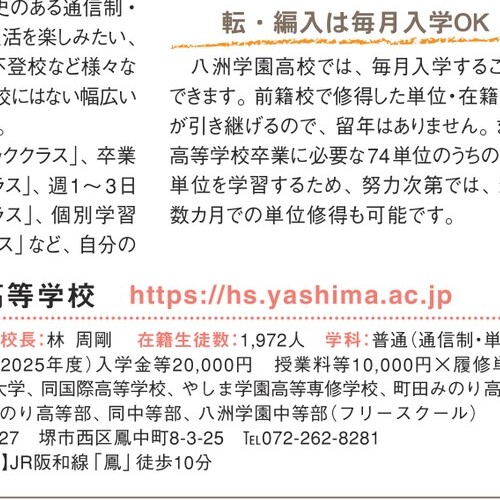 史のある通信制・
活を楽しみたい、
不登校など様々な
校にはない幅広い
。
ッククラス」、卒業
ラス」、週1～3日
ラス」、個別学習
ス」など、自分の
転・編入は毎月入学OK
八洲学園高校では、毎月入学するこ
できます。前籍校で修得した単位・在籍
が引き継げるので、留年はありません。
高等学校卒業に必要な74単位のうちの
単位を学習するため、努力次第では、
数カ月での単位修得も可能です。
高等学校 https://hs.yashima.ac.jp
校長：林 周剛 在籍生徒数：1,972人 学科：普通（通信制・単
2025年度）入学金等20,000円 授業料等10,000円×履修単
大学、同国際高等学校、やしま学園高等専修学校、町田みのり高
のり高等部、同中等部、八洲学園中等部（フリースクール）
27 堺市西区鳳中町8-3-25 ℡072-262-8281
】JR阪和線「鳳」徒歩10分